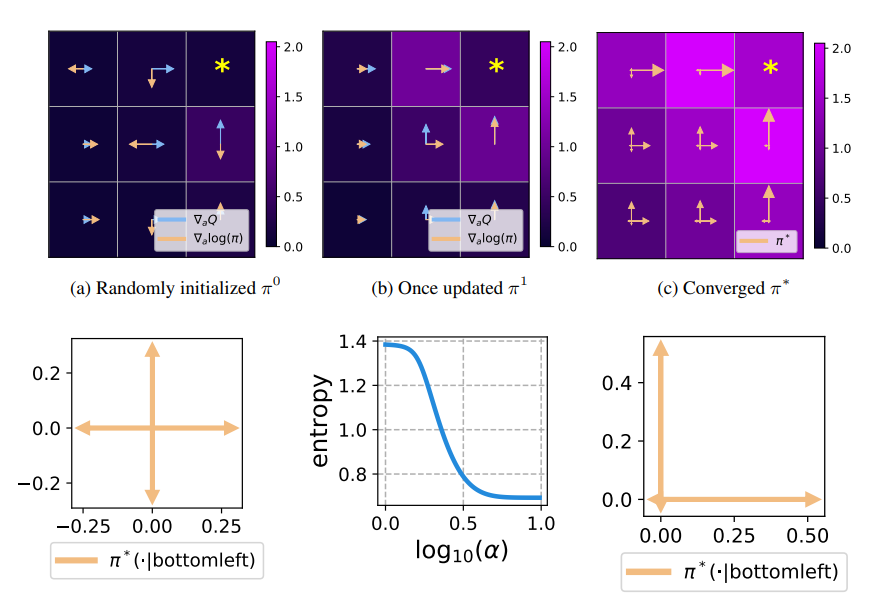 *
2.0
1.5
1.0
0.5
0.0
∇ₐQ
∇ₐlog(π)
(a) Randomly initialized π⁰
*
2.0
1.5
1.0
0.5
0.0
∇ₐQ
∇ₐlog(π)
(b) Once updated π¹
*
2.0
1.5
1.0
0.5
0.0
π*
(c) Converged π*
0.2
0.0
−0.2
−0.25 0.00 0.25
π*(·|bottomleft)
entropy
1.4
1.2
1.0
0.8
0.0 0.5 1.0
log₁₀(α)
0.4
0.2
0.0
0.00 0.25 0.50
π*(·|bottomleft)